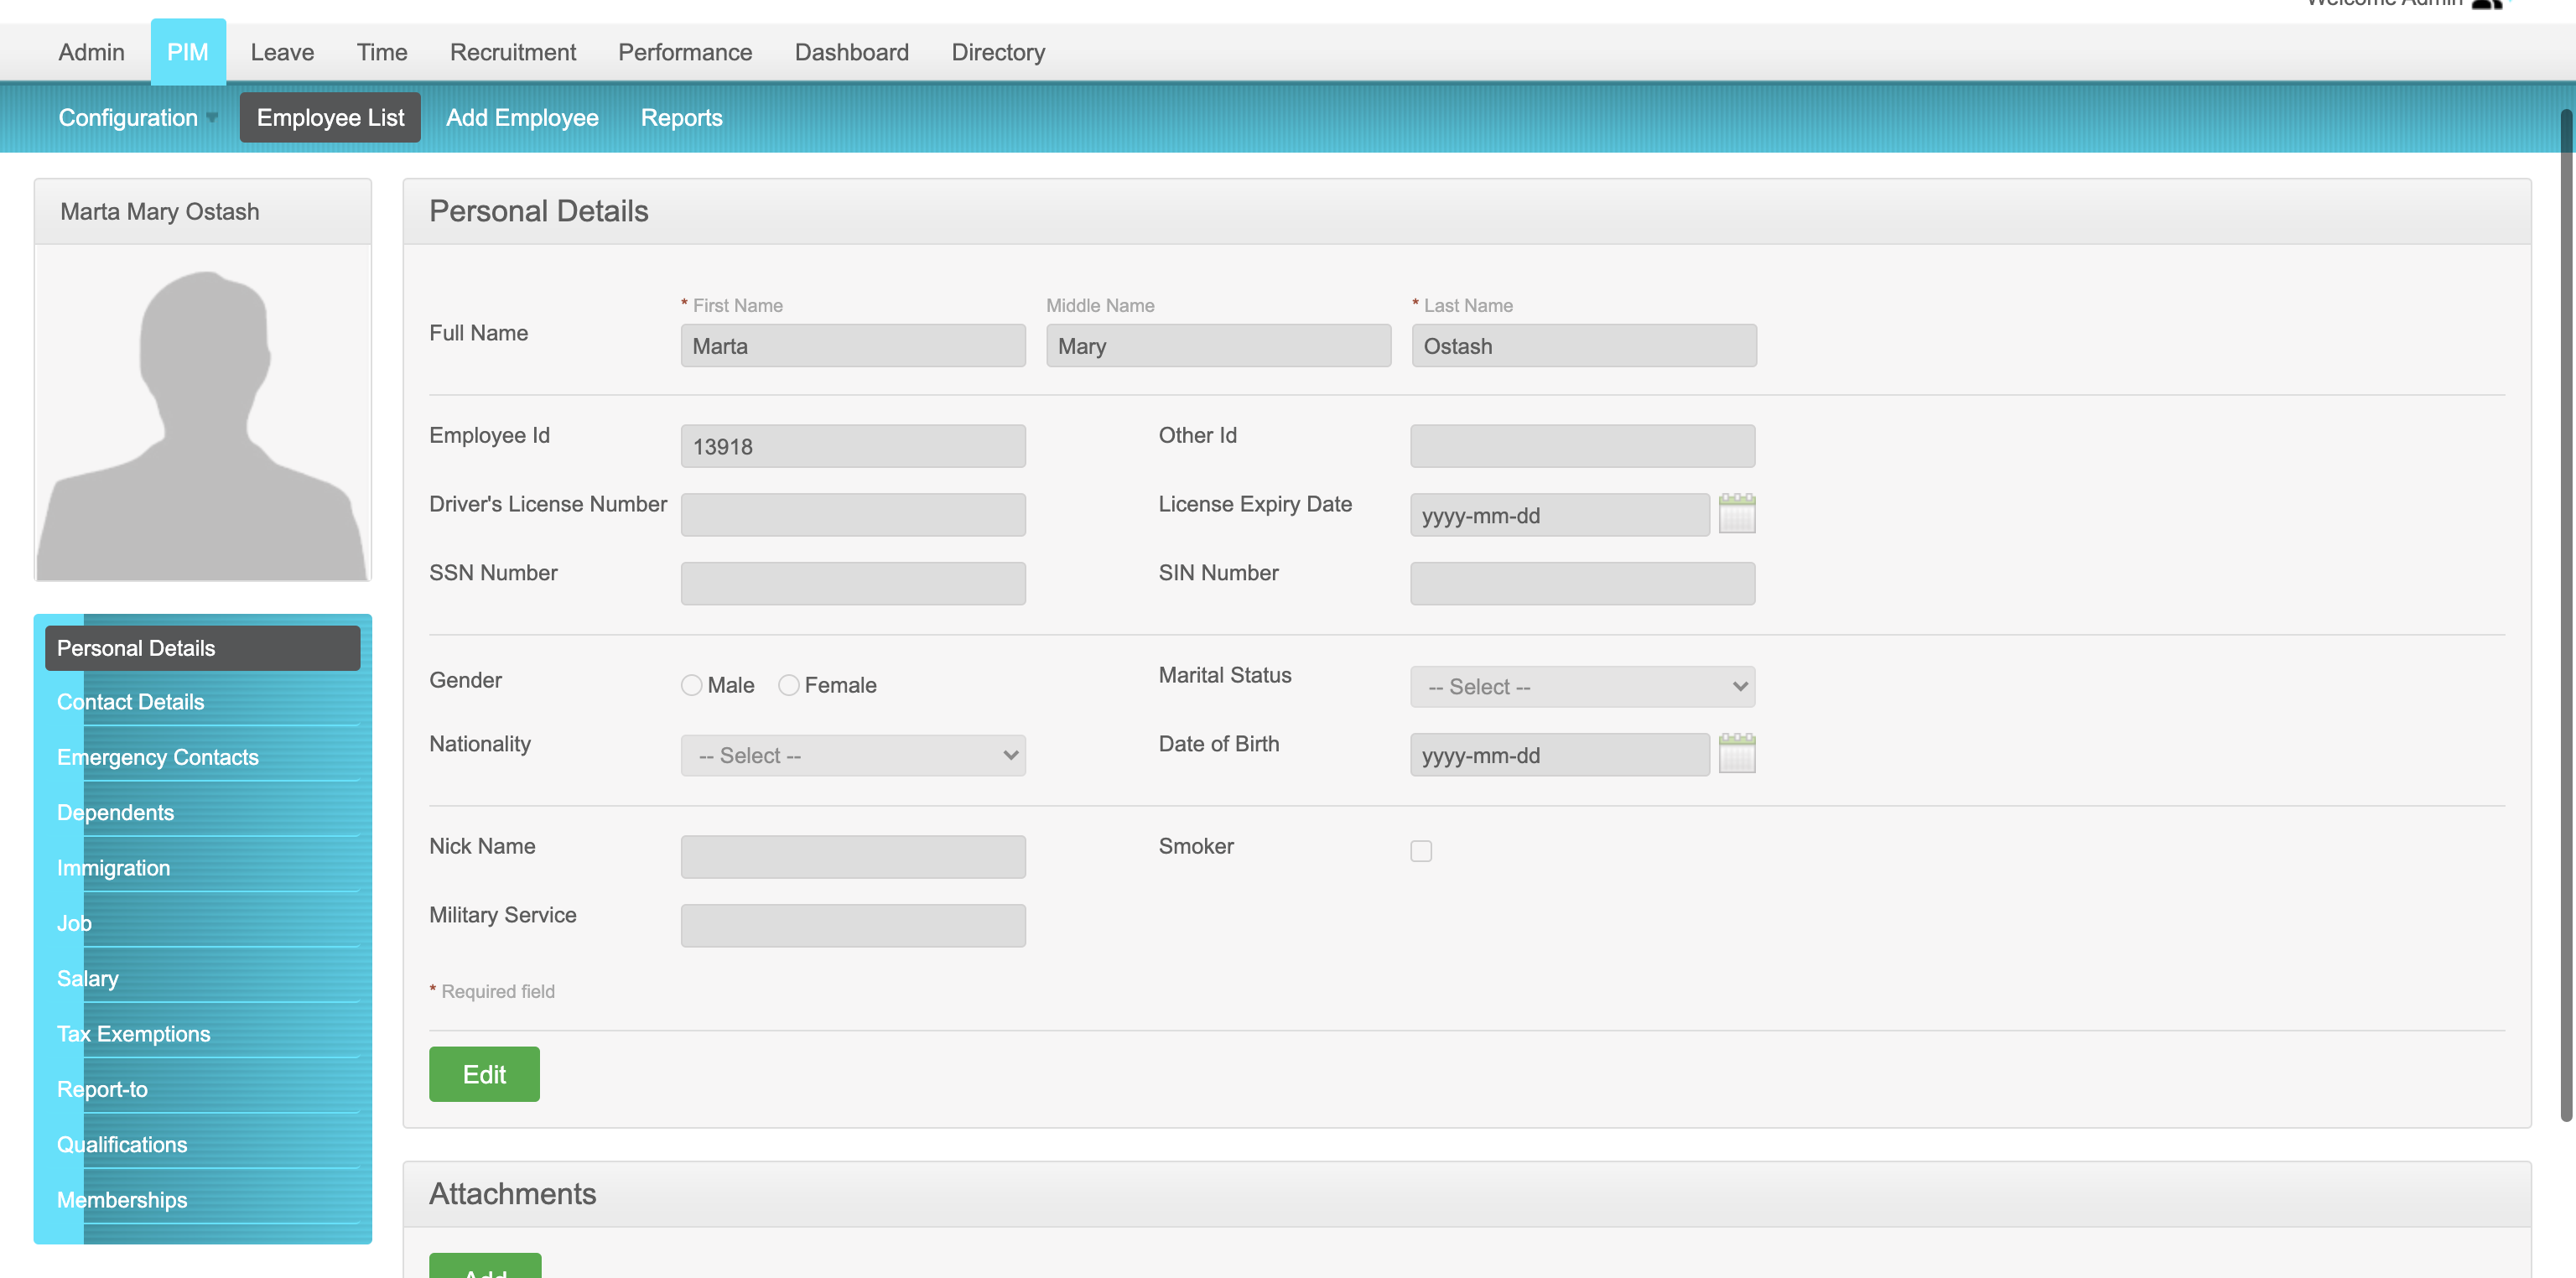 Welcome Admin
Admin PIM Leave Time Recruitment Performance Dashboard Directory
Configuration Employee List Add Employee Reports
Marta Mary Ostash
Personal Details
Contact Details
Emergency Contacts
Dependents
Immigration
Job
Salary
Tax Exemptions
Report-to
Qualifications
Memberships
Personal Details
* First Name Middle Name * Last Name
Full Name Marta Mary Ostash
Employee Id 13918 Other Id
Driver's License Number License Expiry Date yyyy-mm-dd
SSN Number SIN Number
Gender Male Female Marital Status -- Select --
Nationality -- Select -- Date of Birth yyyy-mm-dd
Nick Name Smoker
Military Service
* Required field
Edit
Attachments
Add